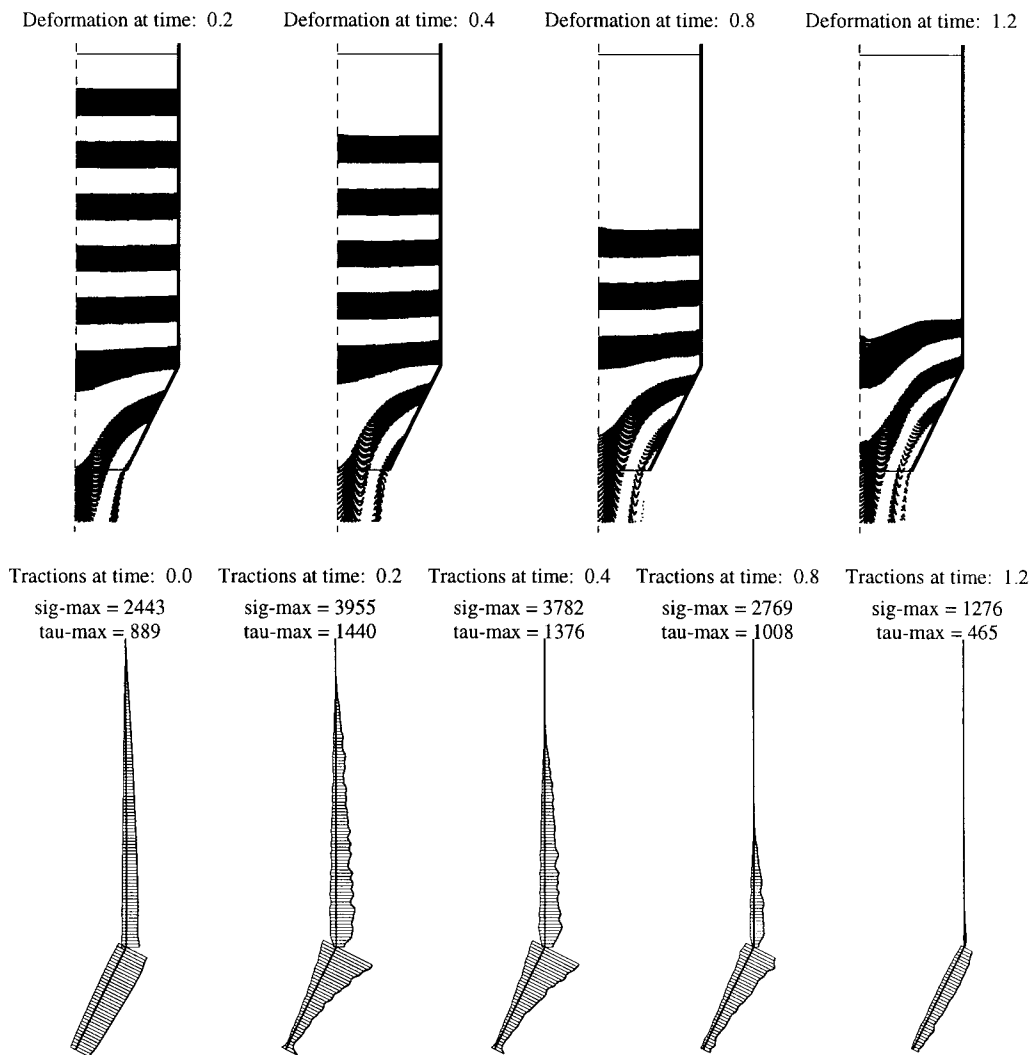 Deformation at time: 0.2
Deformation at time: 0.4
Deformation at time: 0.8
Deformation at time: 1.2
Tractions at time: 0.0
sig-max = 2443
tau-max = 889
Tractions at time: 0.2
sig-max = 3955
tau-max = 1440
Tractions at time: 0.4
sig-max = 3782
tau-max = 1376
Tractions at time: 0.8
sig-max = 2769
tau-max = 1008
Tractions at time: 1.2
sig-max = 1276
tau-max = 465